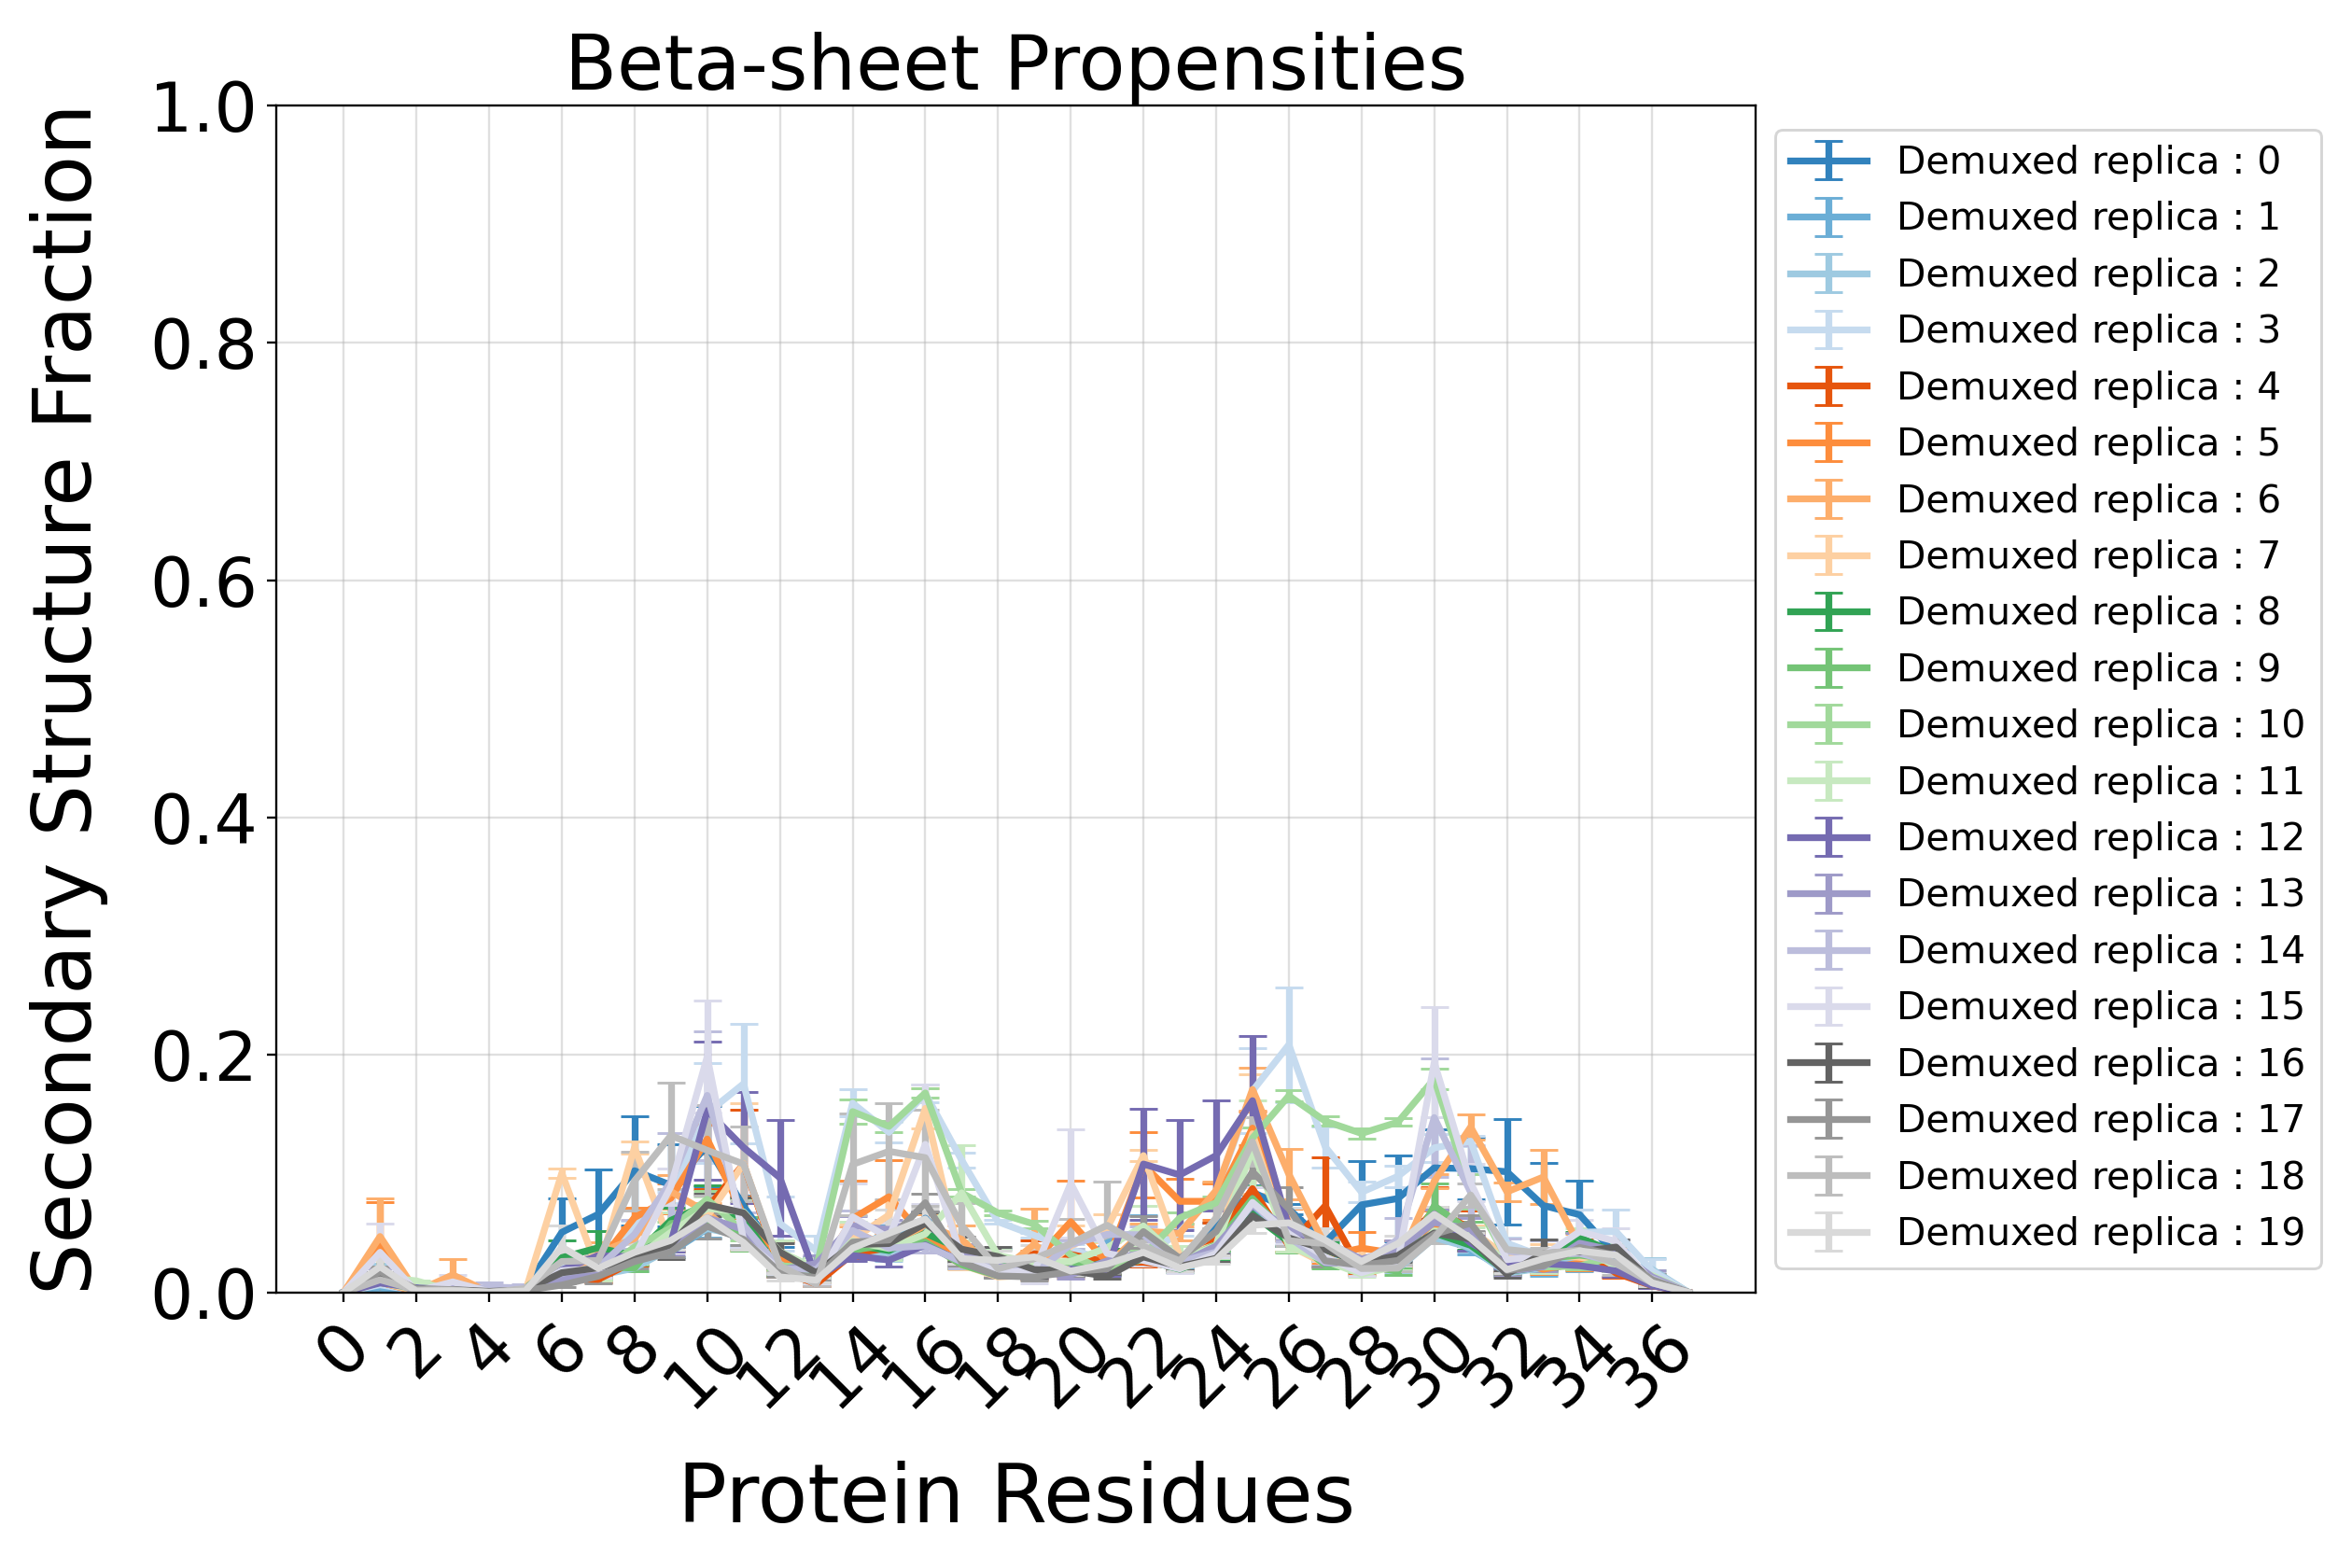 Beta-sheet Propensities
Secondary Structure Fraction
1.0
0.8
0.6
0.4
0.2
0.0
0 2 4 6 8 10 12 14 16 18 20 22 24 26 28 30 32 34 36
Protein Residues
Demuxed replica : 0
Demuxed replica : 1
Demuxed replica : 2
Demuxed replica : 3
Demuxed replica : 4
Demuxed replica : 5
Demuxed replica : 6
Demuxed replica : 7
Demuxed replica : 8
Demuxed replica : 9
Demuxed replica : 10
Demuxed replica : 11
Demuxed replica : 12
Demuxed replica : 13
Demuxed replica : 14
Demuxed replica : 15
Demuxed replica : 16
Demuxed replica : 17
Demuxed replica : 18
Demuxed replica : 19